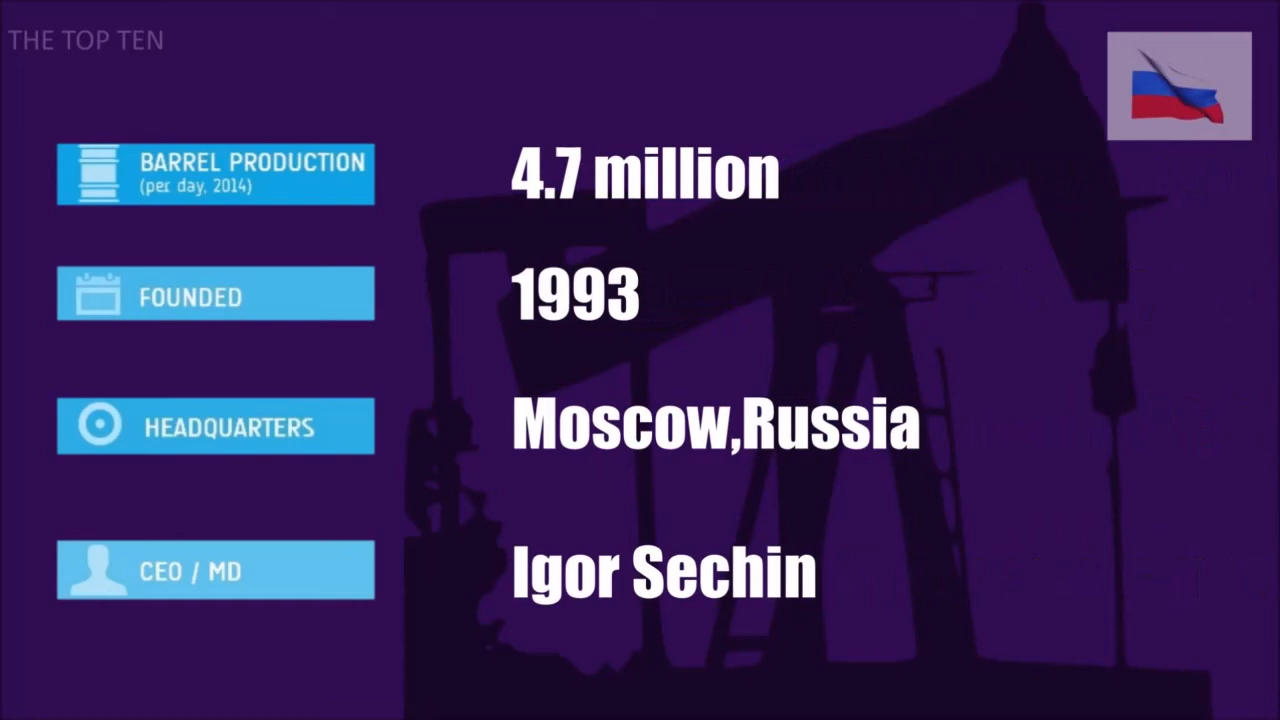 THE TOP TEN
BARREL PRODUCTION
(per day, 2014)
4.7 million
FOUNDED
1993
HEADQUARTERS
Moscow,Russia
CEO / MD
Igor Sechin